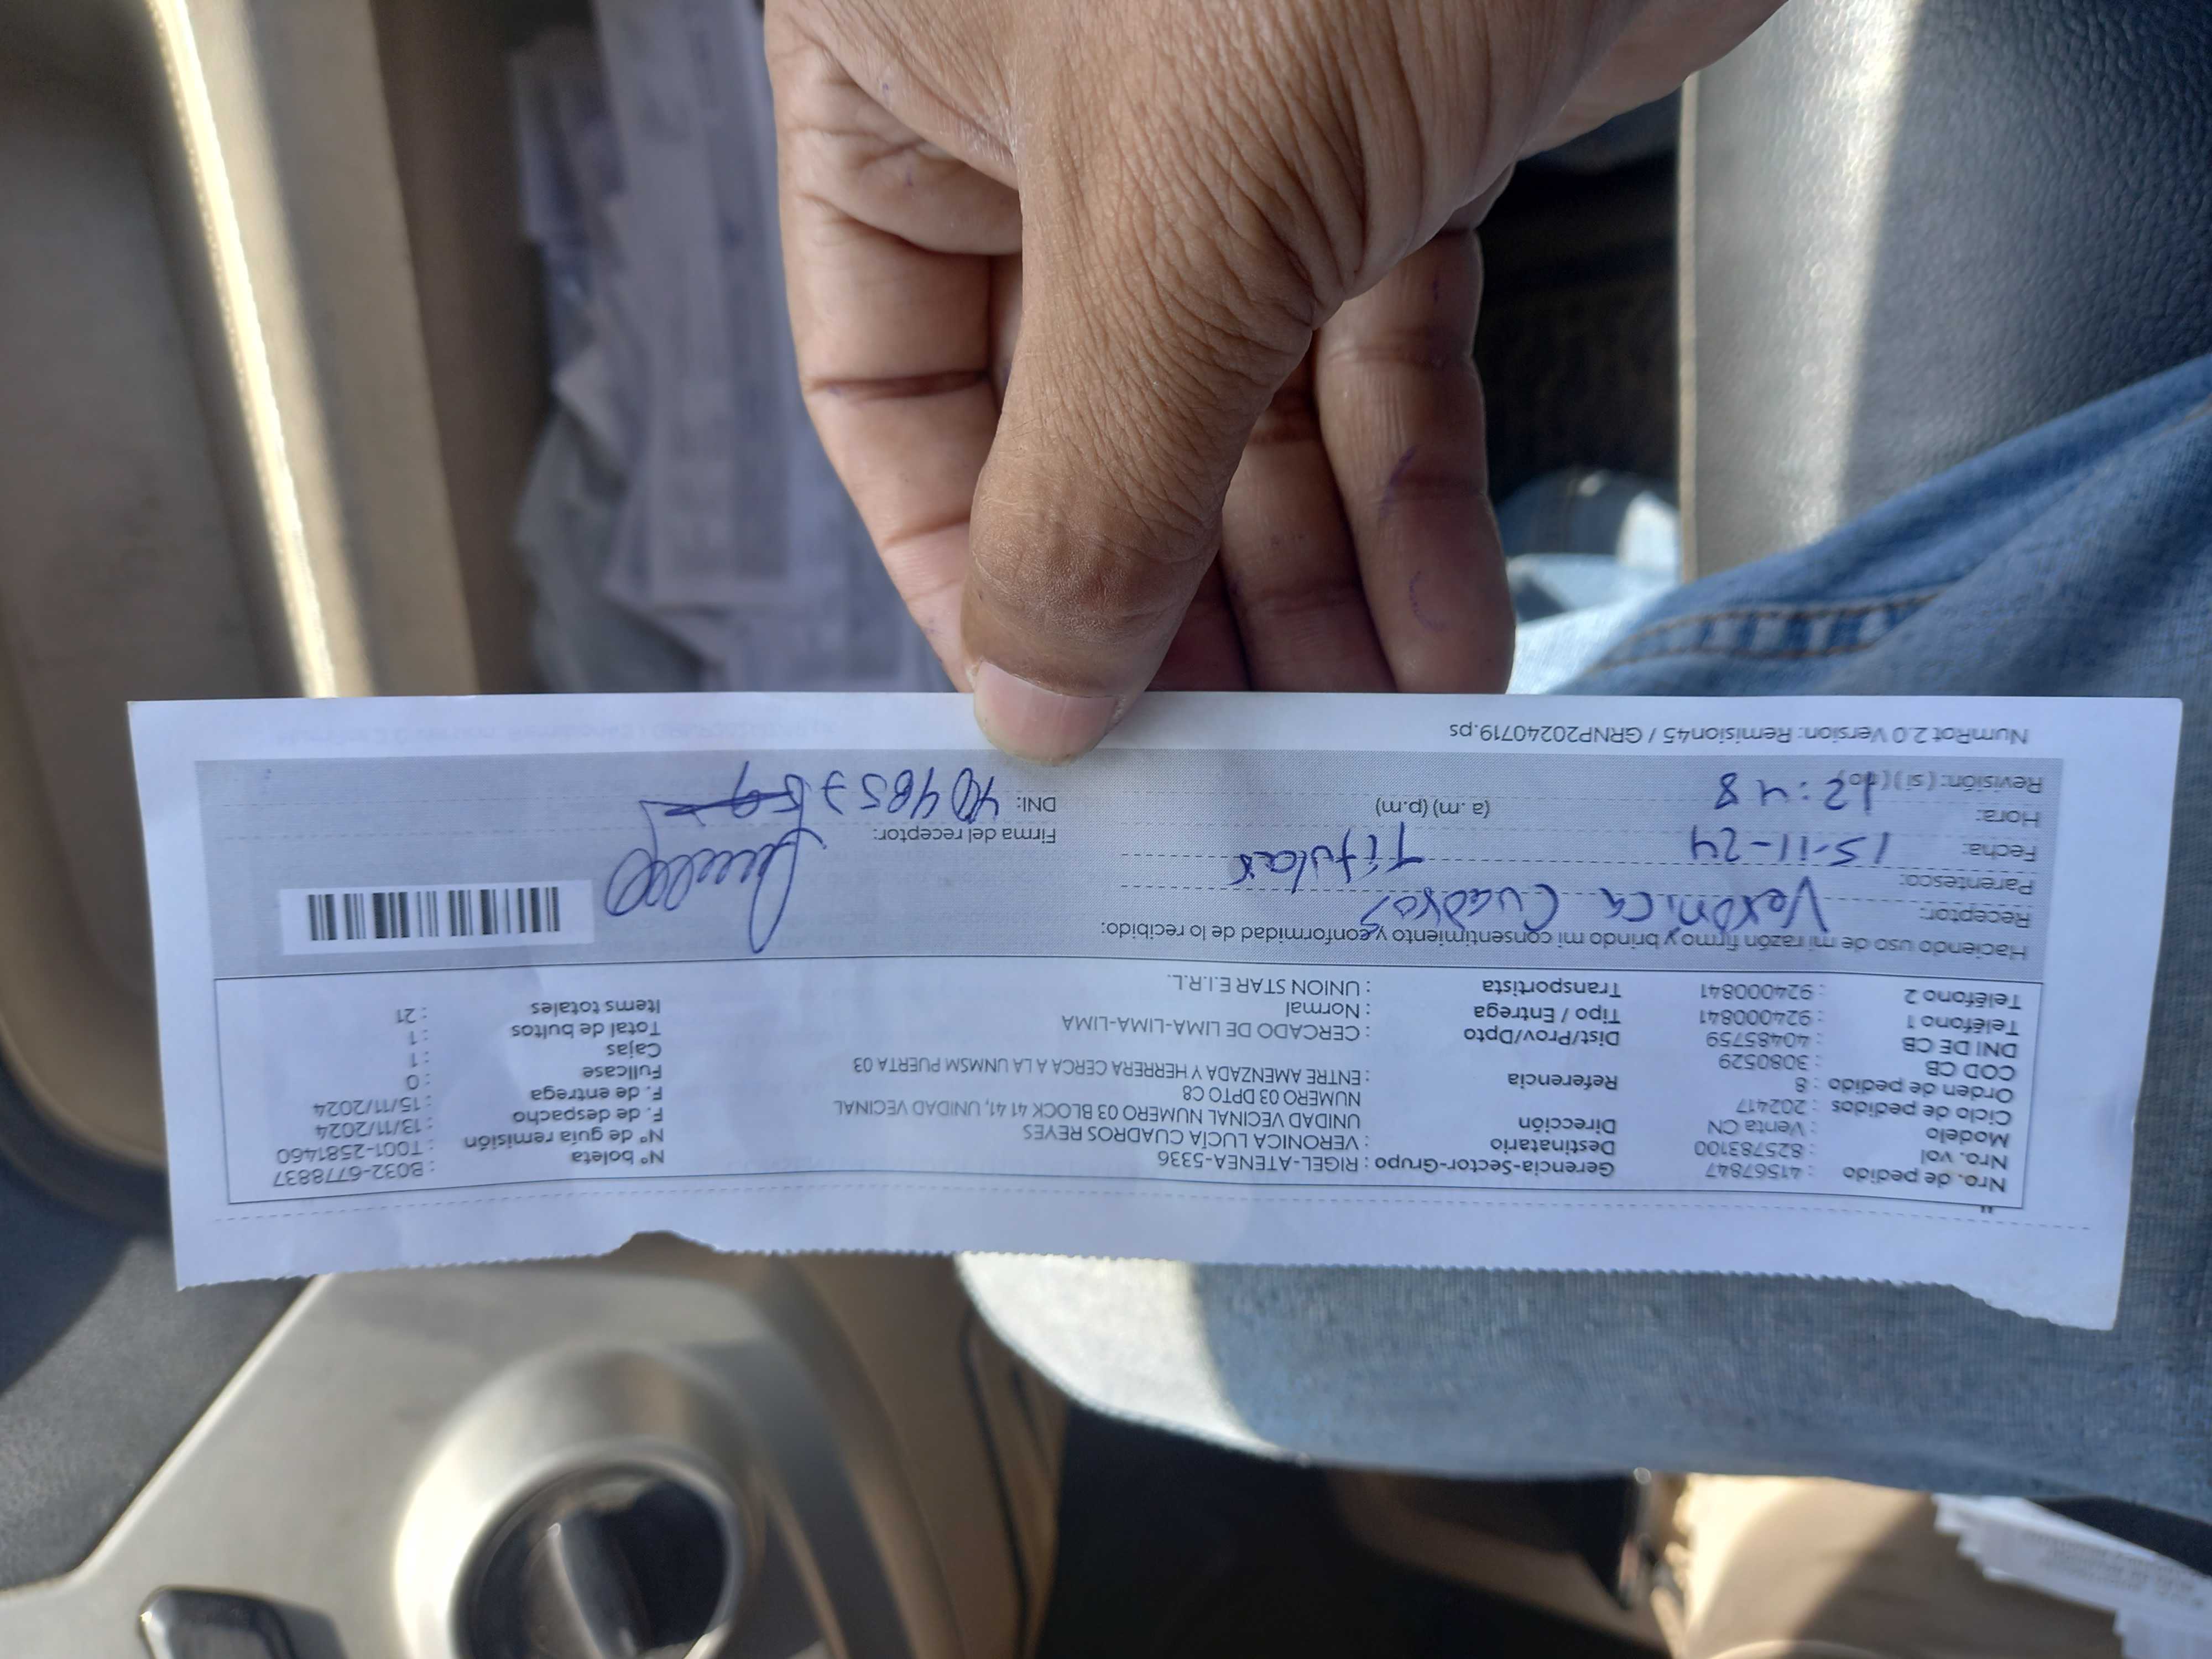 Nro. de pedido : 41567847
Nro. vol : 825783100
Modelo : Venta CN
Ciclo de pedidos : 202417
Orden de pedido : 8
COD CB : 3080529
DNI DE CB : 40485759
Teléfono 1 : 924000841
Teléfono 2 : 924000841
Gerencia-Sector-Grupo : RIGEL-ATENEA-5336
Destinatario : VERONICA LUCÍA CUADROS REYES
Dirección UNIDAD VECINAL NUMERO 03 BLOCK 41 41, UNIDAD VECINAL
NUMERO 03 DPTO C8
Referencia : ENTRE AMENZADA Y HERRERA CERCA A LA UNMSM PUERTA 03
Dist/Prov/Dpto : CERCADO DE LIMA-LIMA-LIMA
Tipo / Entrega : Normal
Transportista : UNION STAR E.I.R.L.
N° boleta : B032-6778837
N° de guía remisión : T001-2581460
F. de despacho : 13/11/2024
F. de entrega : 15/11/2024
Fullcase : 0
Cajas : 1
Total de bultos : 1
Items totales : 21
Haciendo uso de mi razón firmo y brindo mi consentimiento y conformidad de lo recibido:
Receptor: Veronica Cuadros
Parentesco: Titular
Fecha: 15-11-24
Hora: 12:48 (a. m) (p.m)
Revisión: ( si ) ( no )
Firma del receptor:
DNI: 40485759
NumRot 2.0 Version: Remision45 / GRNP20240719.ps